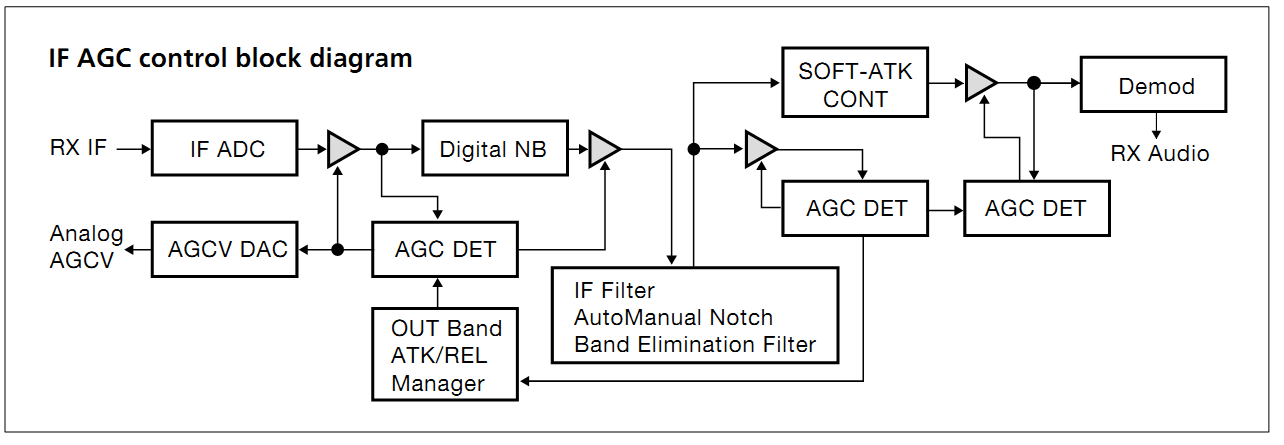 IF AGC control block diagram
RX IF
IF ADC
Digital NB
SOFT-ATK
CONT
Demod
RX Audio
Analog
AGCV
AGCV DAC
AGC DET
AGC DET
AGC DET
OUT Band
ATK/REL
Manager
IF Filter
AutoManual Notch
Band Elimination Filter